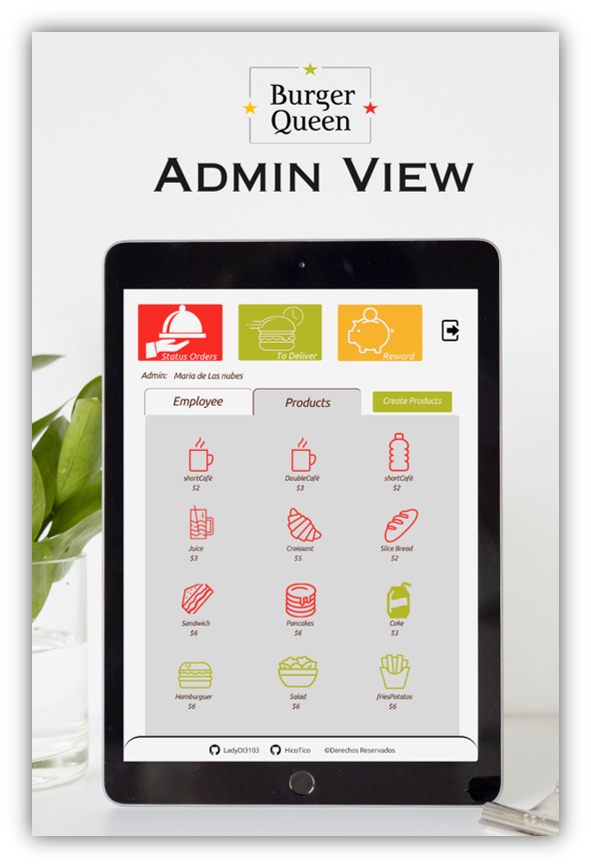 Burger
Queen
ADMIN VIEW
Status Orders
To Deliver
Reward
Admin: Maria de Las nubes
Employee
Products
Create Products
shortCafé
$2
DoubleCafé
$3
shortCafé
$2
Juice
$3
Croissant
$5
Slice Bread
$2
Sandwich
$6
Pancakes
$6
Coke
$3
Hamburguer
$6
Salad
$6
friesPotatos
$6
LadyDI3103 HicoTico ©Derechos Reservados